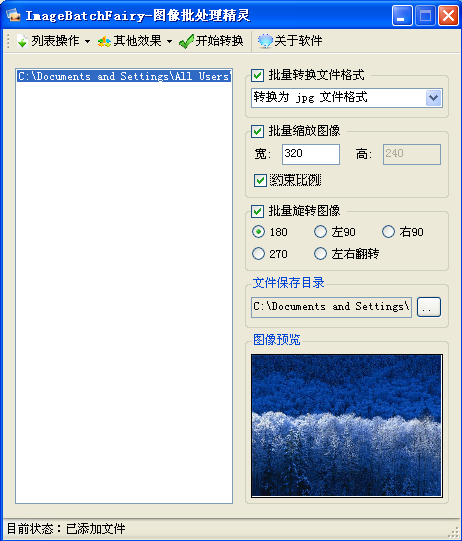 ImageBatchFairy-图像批处理精灵
列表操作 其他效果 开始转换 关于软件
C:\Documents and Settings\All Users\
批量转换文件格式
转换为 jpg 文件格式
批量缩放图像
宽: 320 高: 240
约束比例
批量旋转图像
180 左90 右90
270 左右翻转
文件保存目录
C:\Documents and Settings\ ..
图像预览
目前状态：已添加文件